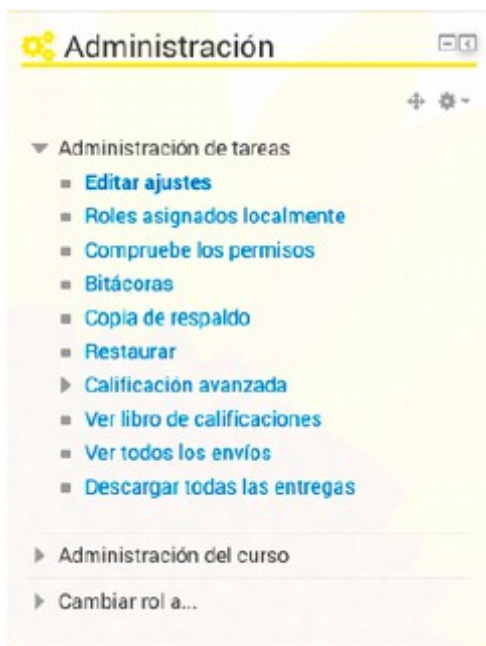 Administración
Administración de tareas
Editar ajustes
Roles asignados localmente
Compruebe los permisos
Bitácoras
Copia de respaldo
Restaurar
Calificación avanzada
Ver libro de calificaciones
Ver todos los envíos
Descargar todas las entregas
Administración del curso
Cambiar rol a...